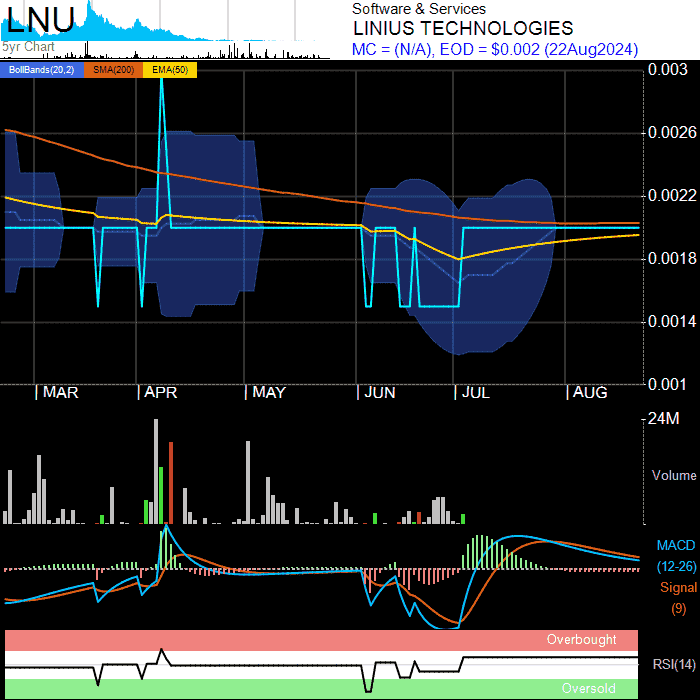 LNU
5yr Chart
Software & Services
LINIUS TECHNOLOGIES
MC = (N/A), EOD = $0.002 (22Aug2024)
BollBands(20,2) SMA(200) EMA(50)
0.003
0.0026
0.0022
0.0018
0.0014
0.001
MAR APR MAY JUN JUL AUG
24M
Volume
MACD
(12-26)
Signal
(9)
Overbought
RSI(14)
Oversold